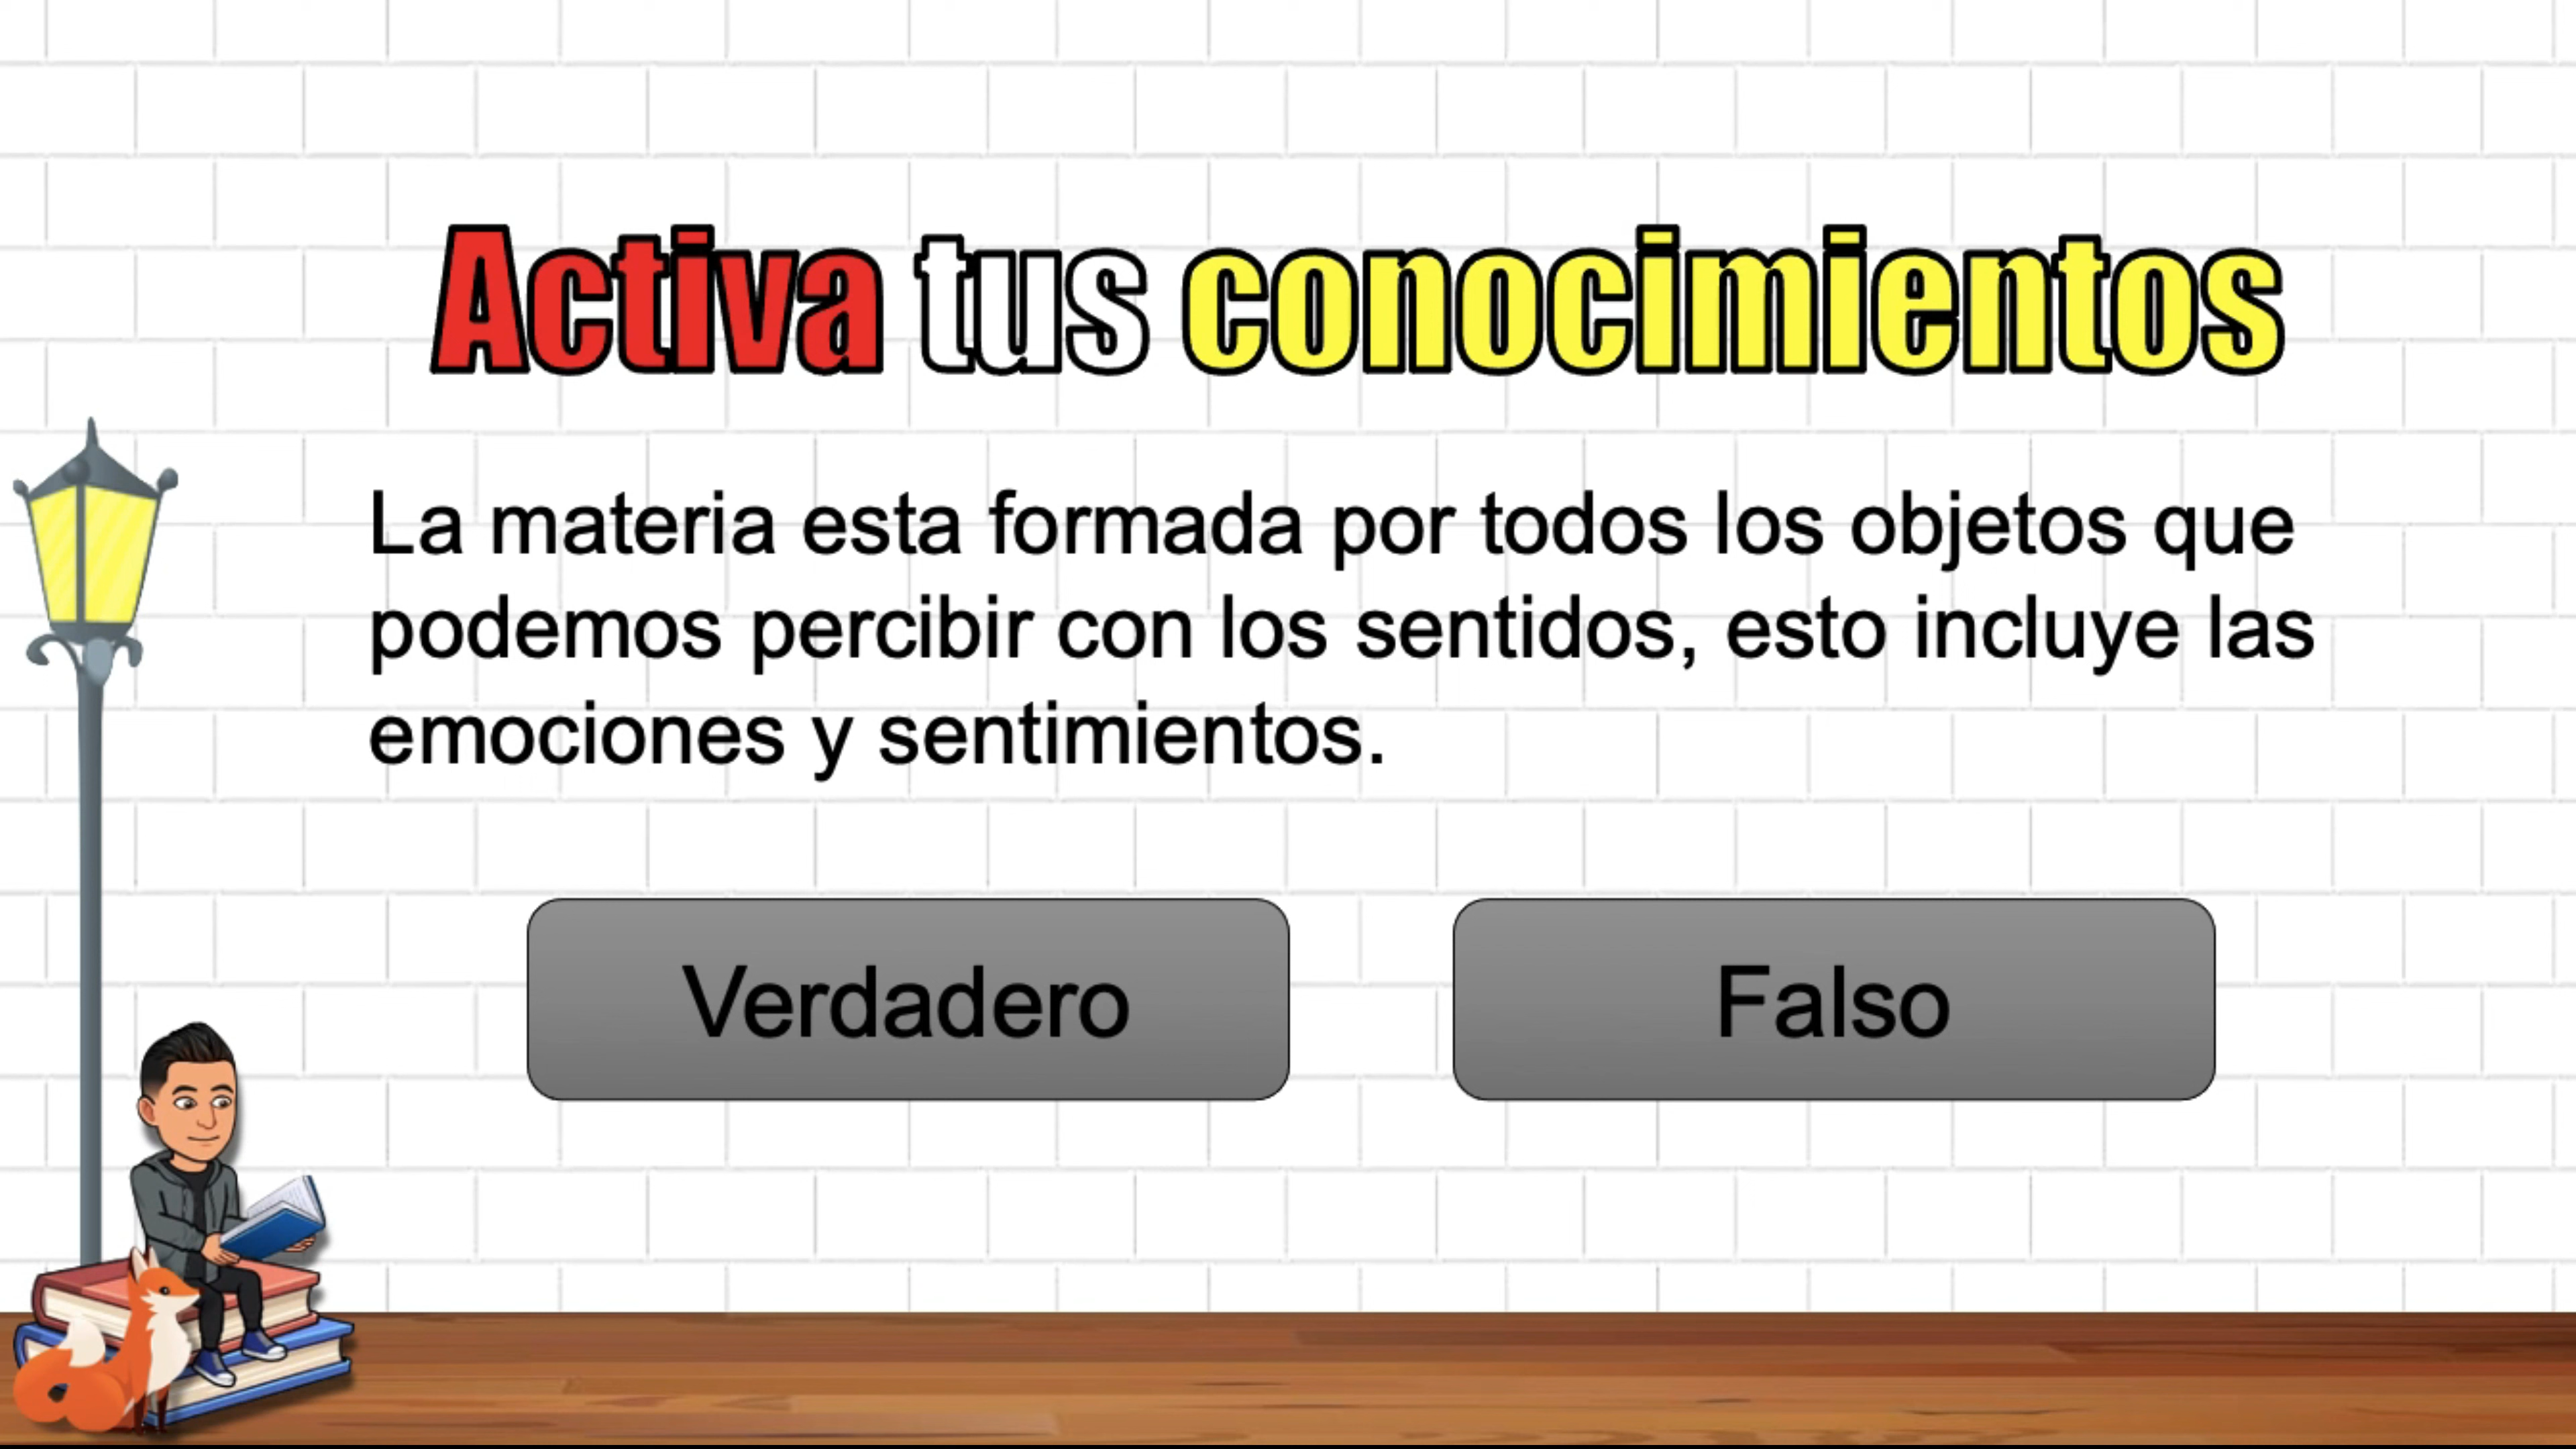 Activa tus conocimientos
La materia esta formada por todos los objetos que
podemos percibir con los sentidos, esto incluye las
emociones y sentimientos.
Verdadero
Falso